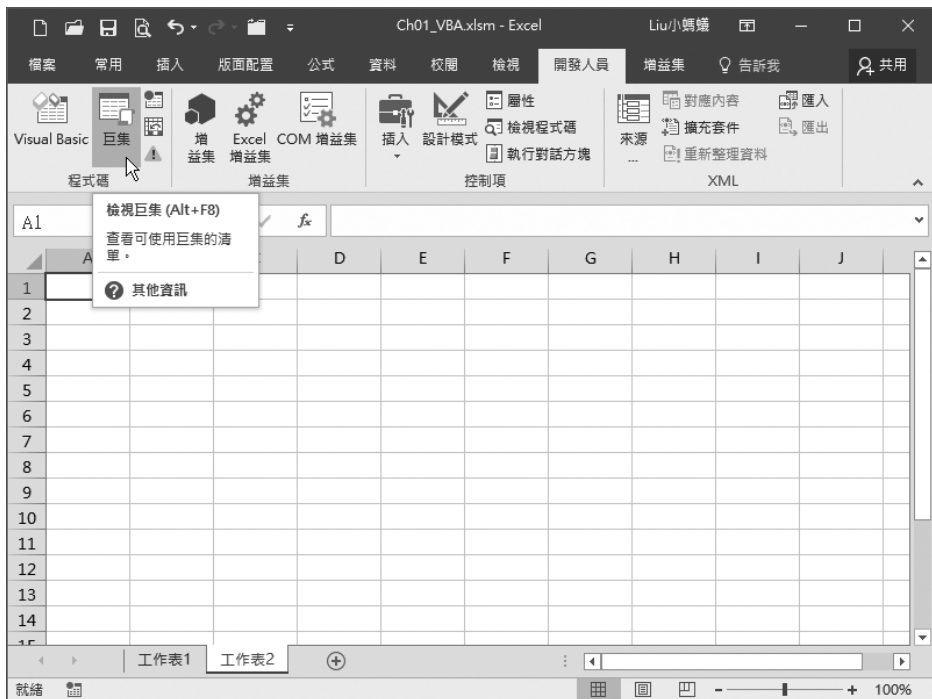 Ch01_VBA.xlsm - Excel Liu小螞蟻
檔案 常用 插入 版面配置 公式 資料 校閱 檢視 開發人員 增益集 告訴我 共用
Visual Basic 巨集 增益集 Excel 增益集 COM 增益集 插入 設計模式 屬性 檢視程式碼 執行對話方塊 來源... 對應內容 擴充套件 重新整理資料 匯入 匯出
程式碼 增益集 控制項 XML
A1 fx
檢視巨集 (Alt+F8)
查看可使用巨集的清
單。
其他資訊
A D E F G H I J
1
2
3
4
5
6
7
8
9
10
11
12
13
14
15
工作表1 工作表2
就緒 100%